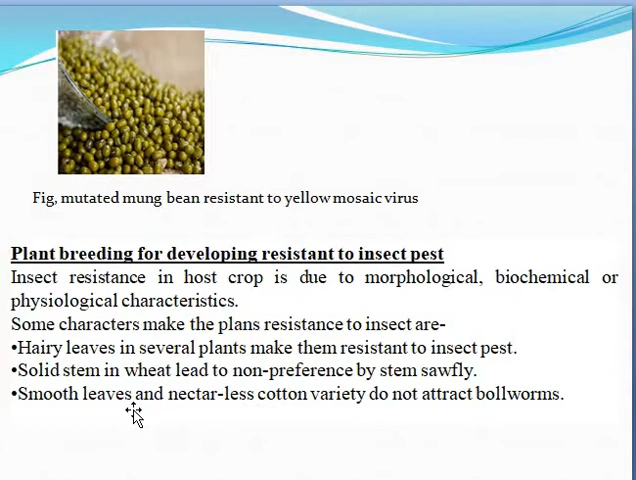 Fig, mutated mung bean resistant to yellow mosaic virus
Plant breeding for developing resistant to insect pest
Insect resistance in host crop is due to morphological, biochemical or
physiological characteristics.
Some characters make the plans resistance to insect are-
•Hairy leaves in several plants make them resistant to insect pest.
•Solid stem in wheat lead to non-preference by stem sawfly.
•Smooth leaves and nectar-less cotton variety do not attract bollworms.